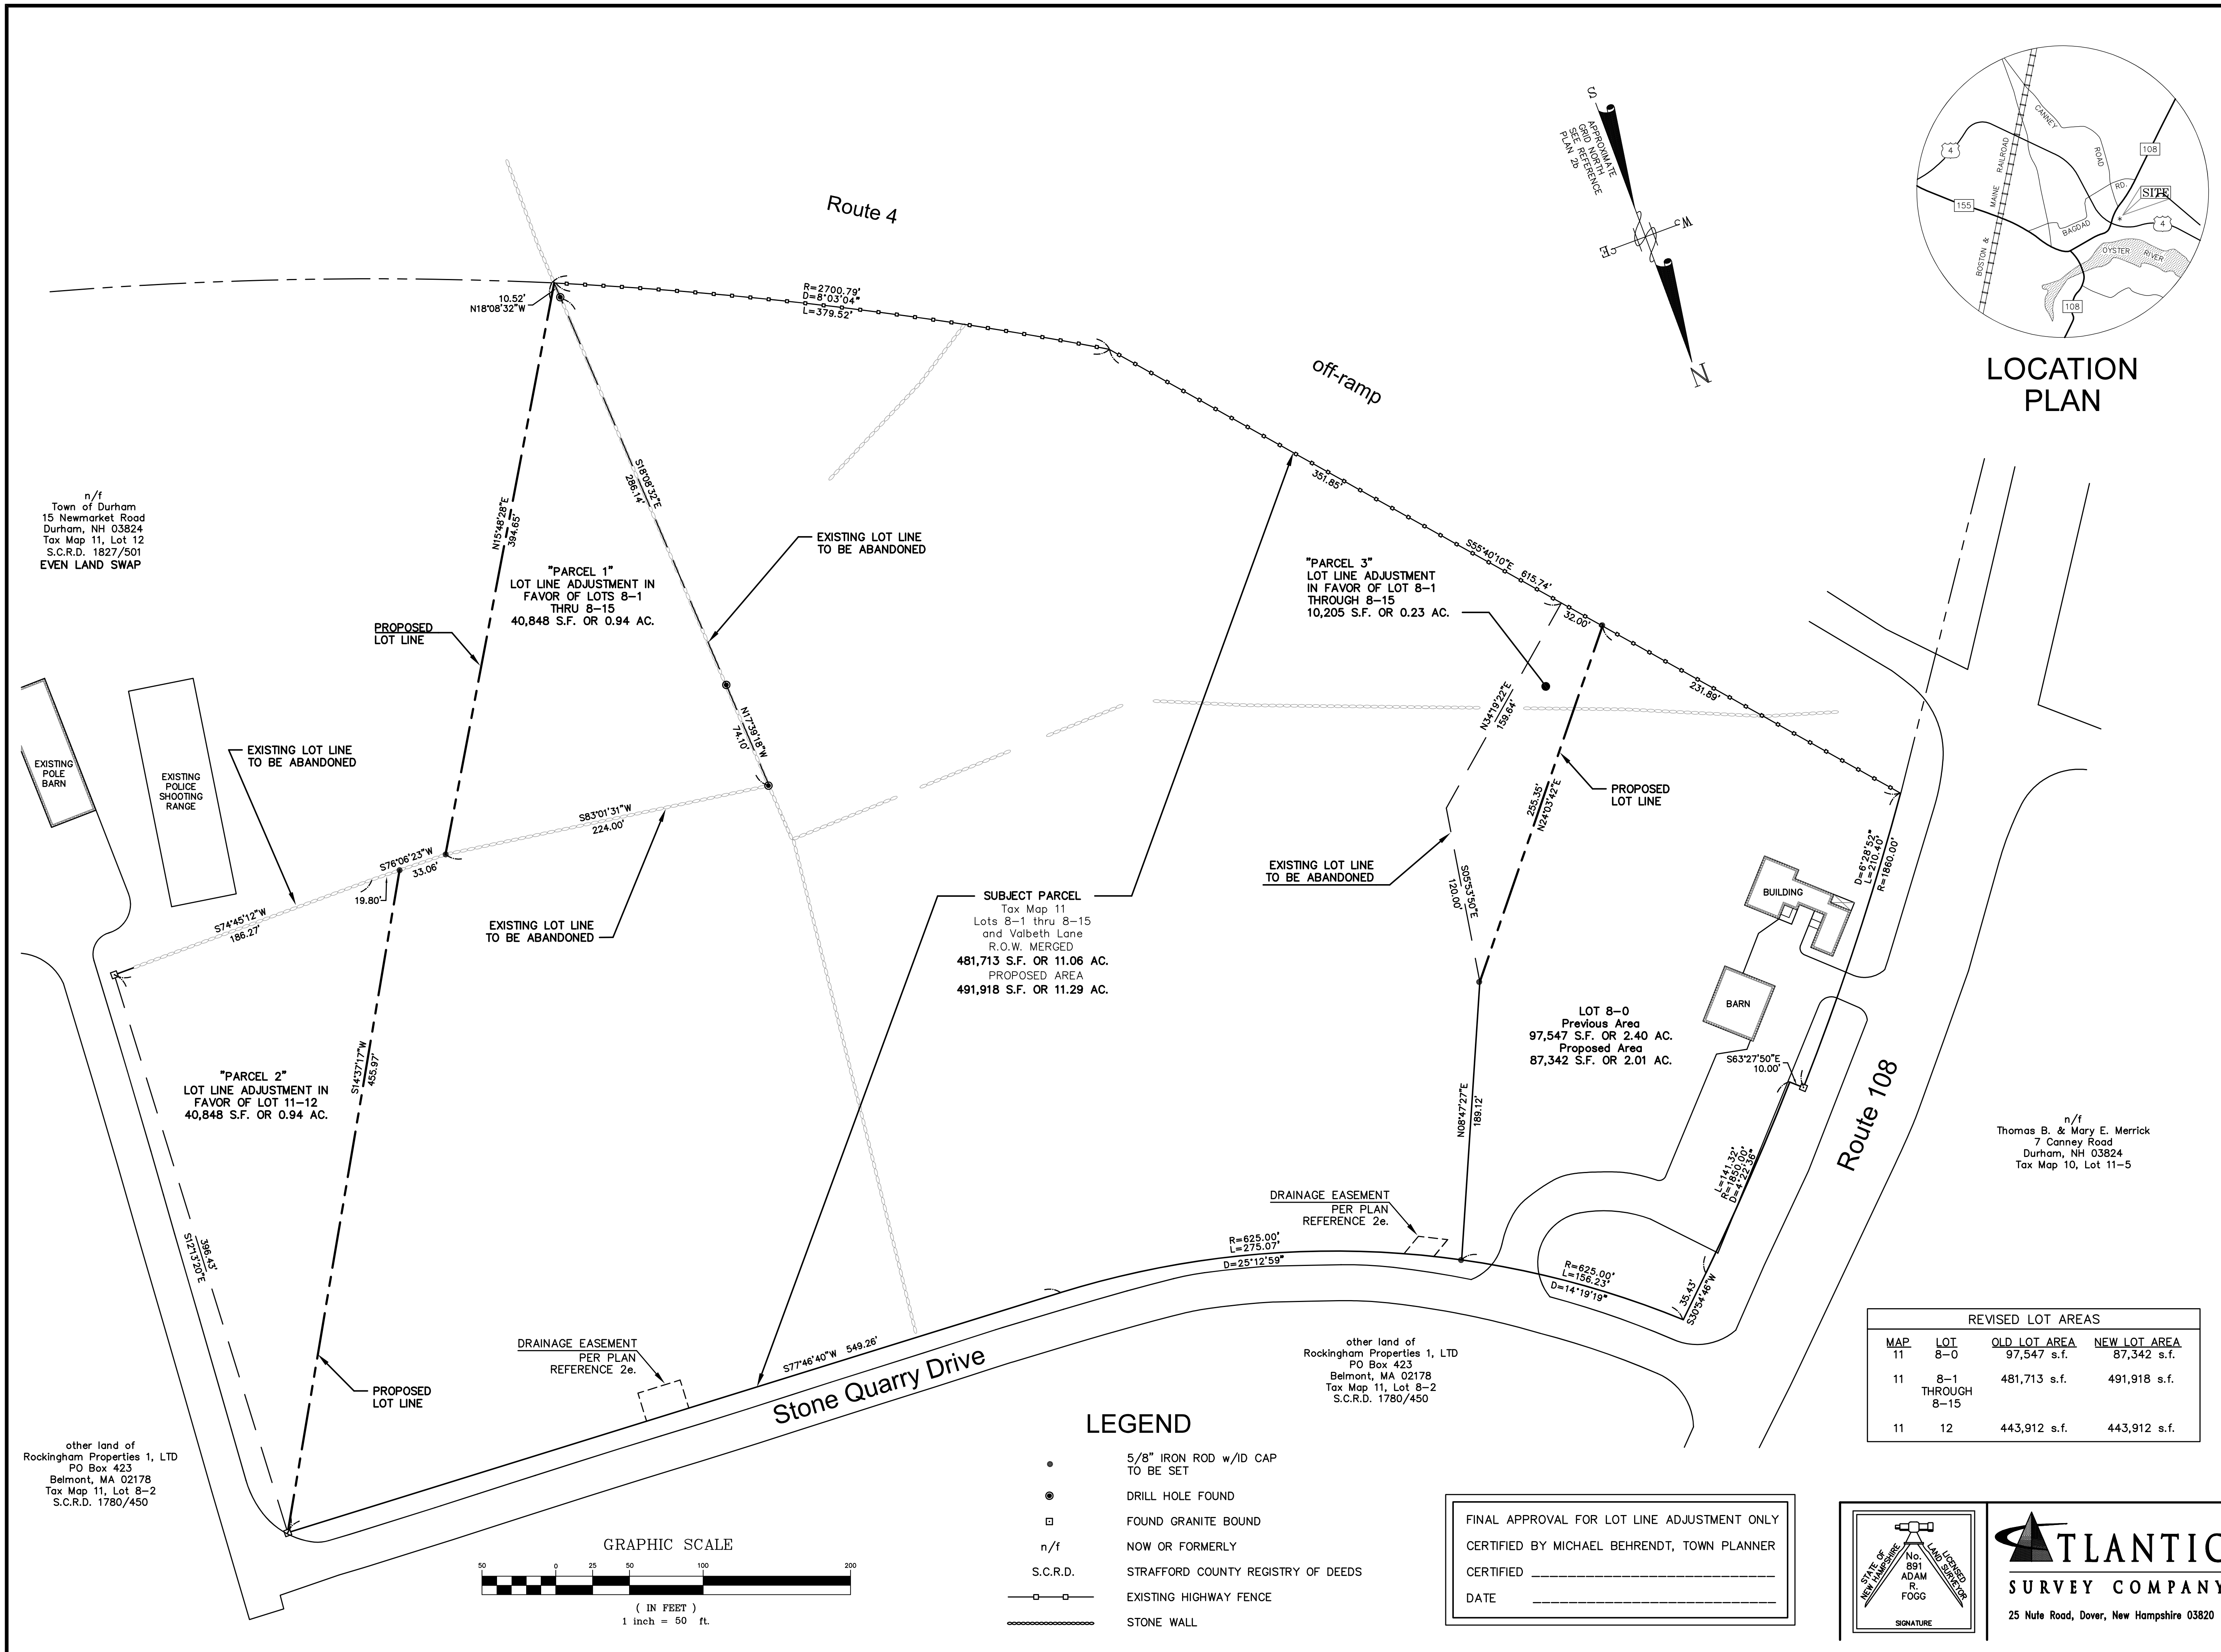 Route 4
off-ramp
S
APPROXIMATE
GRID NORTH
SEE REFERENCE
PLAN 2b
W
E
N
4
155
BOSTON & MAINE RAILROAD
CANNEY ROAD
108
RD.
SITE
4
BAGDAD
OYSTER RIVER
108
LOCATION
PLAN
10.52'
N18°08'32"W
R=2700.79'
D=8°03'04"
L=379.52'
S18°08'32"E
286.14'
351.85'
n/f
Town of Durham
15 Newmarket Road
Durham, NH 03824
Tax Map 11, Lot 12
S.C.R.D. 1827/501
EVEN LAND SWAP
N15°48'28"E
394.65'
EXISTING LOT LINE
TO BE ABANDONED
"PARCEL 1"
LOT LINE ADJUSTMENT IN
FAVOR OF LOTS 8-1
THRU 8-15
40,848 S.F. OR 0.94 AC.
"PARCEL 3"
LOT LINE ADJUSTMENT
IN FAVOR OF LOT 8-1
THROUGH 8-15
10,205 S.F. OR 0.23 AC.
S55°40'10"E 615.74'
32.00'
231.89'
PROPOSED
LOT LINE
N17°39'18"W
74.10'
N34°19'22"E
159.64'
EXISTING
POLE
BARN
EXISTING
POLICE
SHOOTING
RANGE
EXISTING LOT LINE
TO BE ABANDONED
S83°01'31"W
224.00'
255.35'
N24°03'42"E
PROPOSED
LOT LINE
S76°06'23"W
33.06'
19.80'
S74°45'12"W
186.27'
EXISTING LOT LINE
TO BE ABANDONED
EXISTING LOT LINE
TO BE ABANDONED
S05°53'50"E
120.00'
D=6°28'52"
L=210.40'
R=1860.00'
BUILDING
BARN
SUBJECT PARCEL
Tax Map 11
Lots 8-1 thru 8-15
and Valbeth Lane
R.O.W. MERGED
481,713 S.F. OR 11.06 AC.
PROPOSED AREA
491,918 S.F. OR 11.29 AC.
LOT 8-0
Previous Area
97,547 S.F. OR 2.40 AC.
Proposed Area
87,342 S.F. OR 2.01 AC.
S63°27'50"E
10.00'
"PARCEL 2"
LOT LINE ADJUSTMENT IN
FAVOR OF LOT 11-12
40,848 S.F. OR 0.94 AC.
S14°37'17"W
455.97'
N08°47'27"E
189.12'
Route 108
n/f
Thomas B. & Mary E. Merrick
7 Canney Road
Durham, NH 03824
Tax Map 10, Lot 11-5
L=141.32'
R=1850.00'
D=4°22'36"
396.43'
S12°13'20"E
DRAINAGE EASEMENT
PER PLAN
REFERENCE 2e.
R=625.00'
L=275.07'
D=25°12'59"
R=625.00'
L=156.23'
D=14°19'19"
35.43'
S30°54'46"W
DRAINAGE EASEMENT
PER PLAN
REFERENCE 2e.
S77°46'40"W 549.26'
Stone Quarry Drive
PROPOSED
LOT LINE
other land of
Rockingham Properties 1, LTD
PO Box 423
Belmont, MA 02178
Tax Map 11, Lot 8-2
S.C.R.D. 1780/450
other land of
Rockingham Properties 1, LTD
PO Box 423
Belmont, MA 02178
Tax Map 11, Lot 8-2
S.C.R.D. 1780/450
REVISED LOT AREAS
MAP LOT OLD LOT AREA NEW LOT AREA
11 8-0 97,547 s.f. 87,342 s.f.
11 8-1 481,713 s.f. 491,918 s.f.
THROUGH
8-15
11 12 443,912 s.f. 443,912 s.f.
GRAPHIC SCALE
50 0 25 50 100 200
( IN FEET )
1 inch = 50 ft.
LEGEND
5/8" IRON ROD w/ID CAP
TO BE SET
DRILL HOLE FOUND
FOUND GRANITE BOUND
n/f NOW OR FORMERLY
S.C.R.D. STRAFFORD COUNTY REGISTRY OF DEEDS
EXISTING HIGHWAY FENCE
STONE WALL
FINAL APPROVAL FOR LOT LINE ADJUSTMENT ONLY
CERTIFIED BY MICHAEL BEHRENDT, TOWN PLANNER
CERTIFIED
DATE
STATE OF
NEW HAMPSHIRE
No.
891
ADAM
R.
FOGG
LICENSED
LAND SURVEYOR
SIGNATURE
ATLANTIC
SURVEY COMPANY
25 Nute Road, Dover, New Hampshire 03820